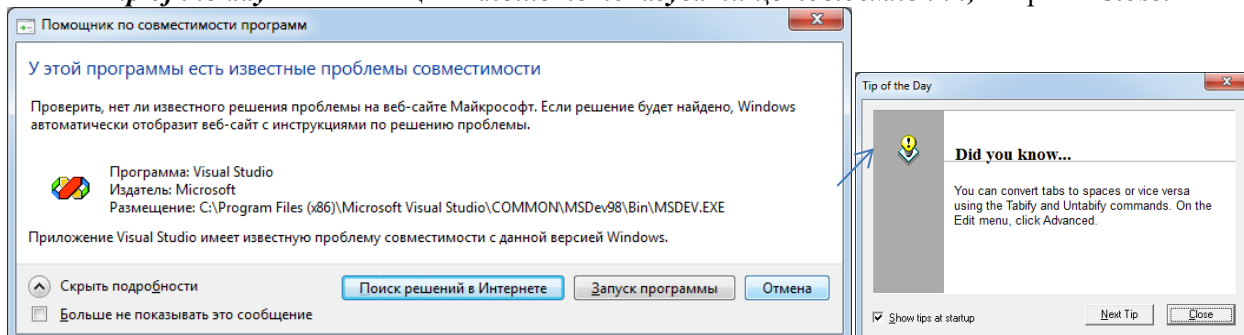 Помощник по совместимости программ
У этой программы есть известные проблемы совместимости
Проверить, нет ли известного решения проблемы на веб-сайте Майкрософт. Если решение будет найдено, Windows
автоматически отобразит веб-сайт с инструкциями по решению проблемы.
Программа: Visual Studio
Издатель: Microsoft
Размещение: C:\Program Files (x86)\Microsoft Visual Studio\COMMON\MSDev98\Bin\MSDEV.EXE
Приложение Visual Studio имеет известную проблему совместимости с данной версией Windows.
Скрыть подробности
Поиск решений в Интернете
Запуск программы
Отмена
Больше не показывать это сообщение
Tip of the Day
Did you know...
You can convert tabs to spaces or vice versa
using the Tabify and Untabify commands. On the
Edit menu, click Advanced.
Show tips at startup
Next Tip
Close